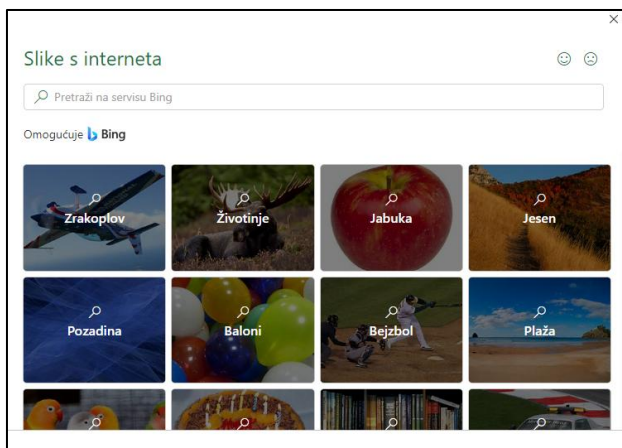 Slike s interneta
Pretraži na servisu Bing
Omogućuje Bing
Zrakoplov Životinje Jabuka Jesen
Pozadina Baloni Bejzbol Plaža